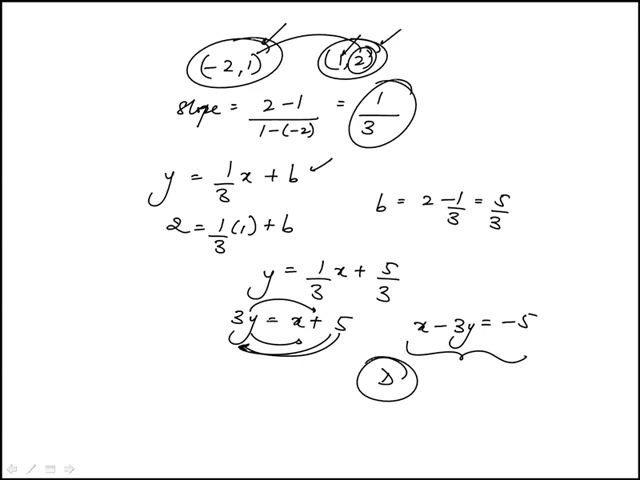 (-2, 1) (1, 2)
slope = 2 - 1 / 1 - (-2) = 1 / 3
y = 1/3 x + b ✓
b = 2 - 1/3 = 5/3
2 = 1/3 (1) + b
y = 1/3 x + 5/3
3y = x + 5
x - 3y = -5
D